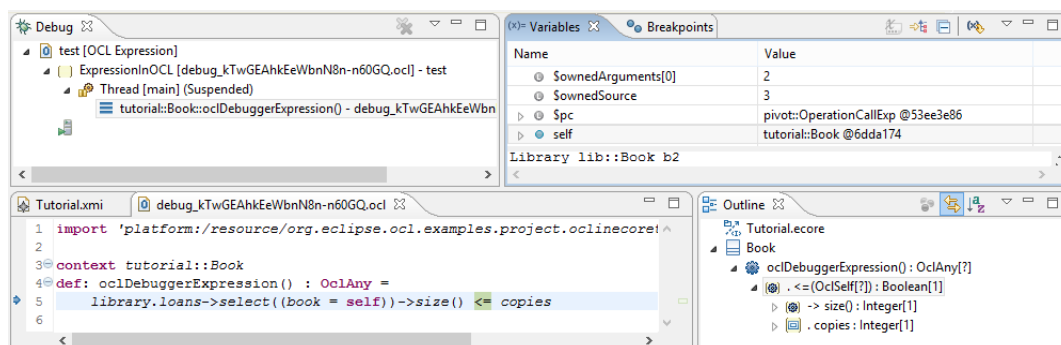 Debug
test [OCL Expression]
ExpressionInOCL [debug_kTwGEAhkEeWbnN8n-n60GQ.ocl] - test
Thread [main] (Suspended)
tutorial::Book::oclDebuggerExpression() - debug_kTwGEAhkEeWbn
(x)= Variables Breakpoints
Name Value
$ownedArguments[0] 2
$ownedSource 3
$pc pivot::OperationCallExp @53ee3e86
self tutorial::Book @6dda174
Library lib::Book b2
Tutorial.xmi debug_kTwGEAhkEeWbnN8n-n60GQ.ocl
1 import 'platform:/resource/org.eclipse.ocl.examples.project.oclinecore
2
3 context tutorial::Book
4 def: oclDebuggerExpression() : OclAny =
5 library.loans->select((book = self))->size() <= copies
6
Outline
Tutorial.ecore
Book
oclDebuggerExpression() : OclAny[?]
. <=(OclSelf[?]) : Boolean[1]
-> size() : Integer[1]
. copies : Integer[1]